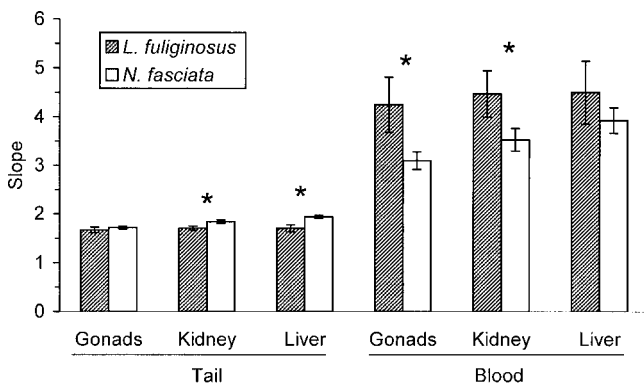 6
5
4
3
2
1
0
Slope
L. fuliginosus
N. fasciata
*
*
*
*
Gonads Kidney Liver Gonads Kidney Liver
Tail Blood